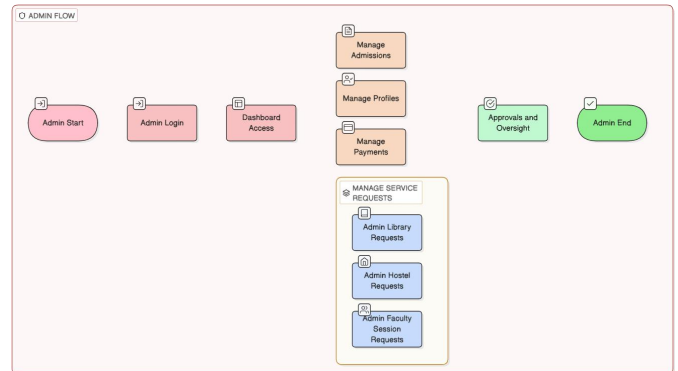 ADMIN FLOW
Manage
Admissions
Manage Profiles
Admin Start
Admin Login
Dashboard
Access
Manage
Payments
Approvals and
Oversight
Admin End
MANAGE SERVICE
REQUESTS
Admin Library
Requests
Admin Hostel
Requests
Admin Faculty
Session
Requests